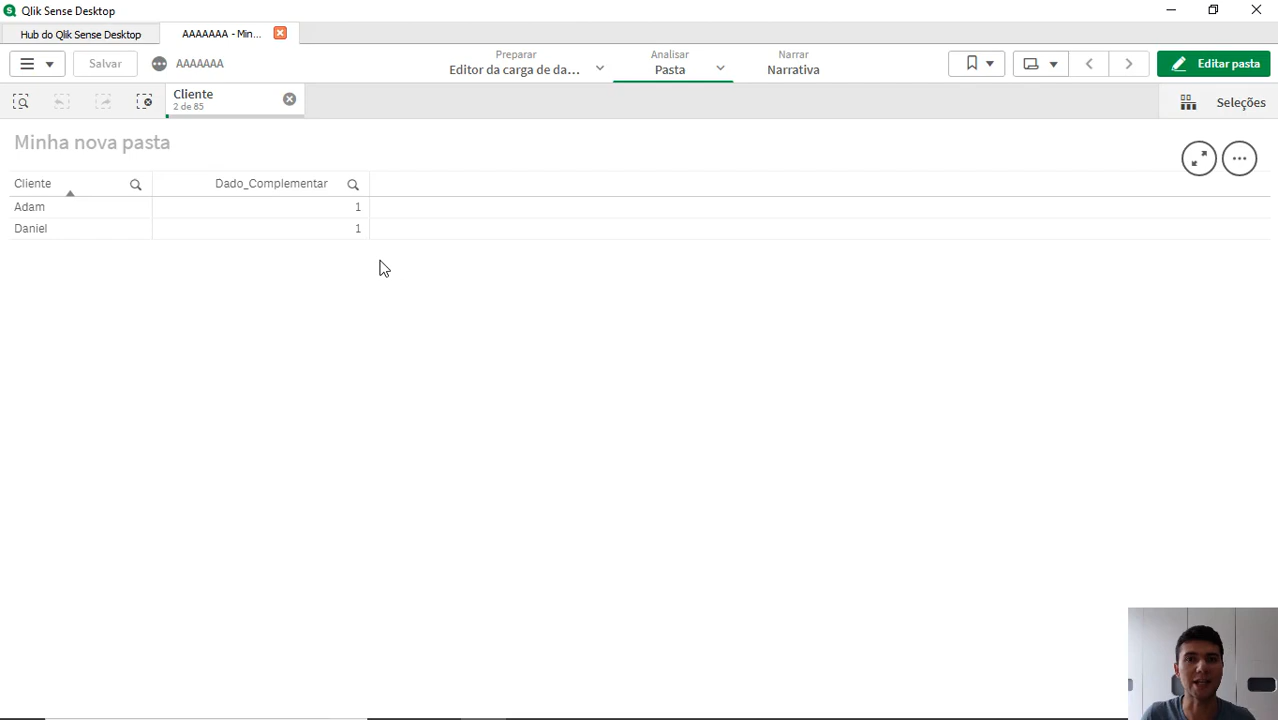 Qlik Sense Desktop
Hub do Qlik Sense Desktop
AAAAAAA - Min...
Salvar
AAAAAAA
Preparar
Editor da carga de da...
Analisar
Pasta
Narrar
Narrativa
Editar pasta
Cliente
2 de 85
Seleções
Minha nova pasta
Cliente Dado_Complementar
Adam 1
Daniel 1